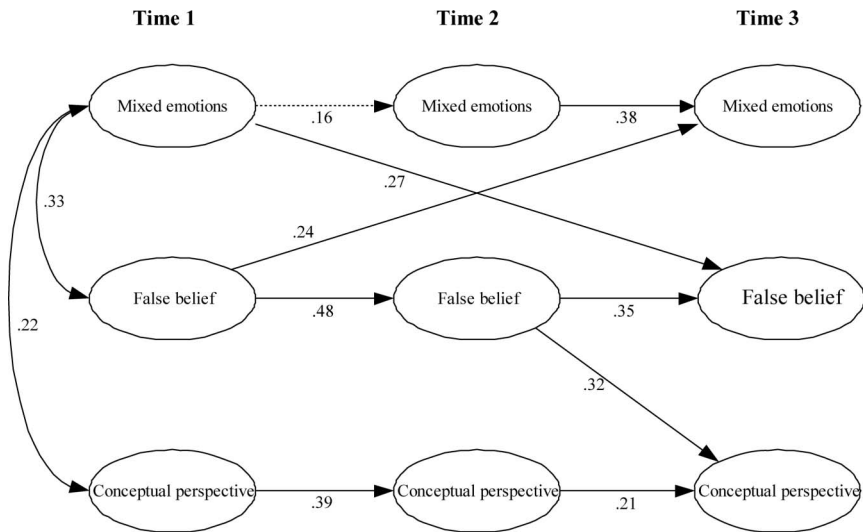 Time 1 Time 2 Time 3
Mixed emotions Mixed emotions Mixed emotions
.16 .38
.27
.33
.24
False belief False belief False belief
.48 .35
.22
.32
Conceptual perspective Conceptual perspective Conceptual perspective
.39 .21